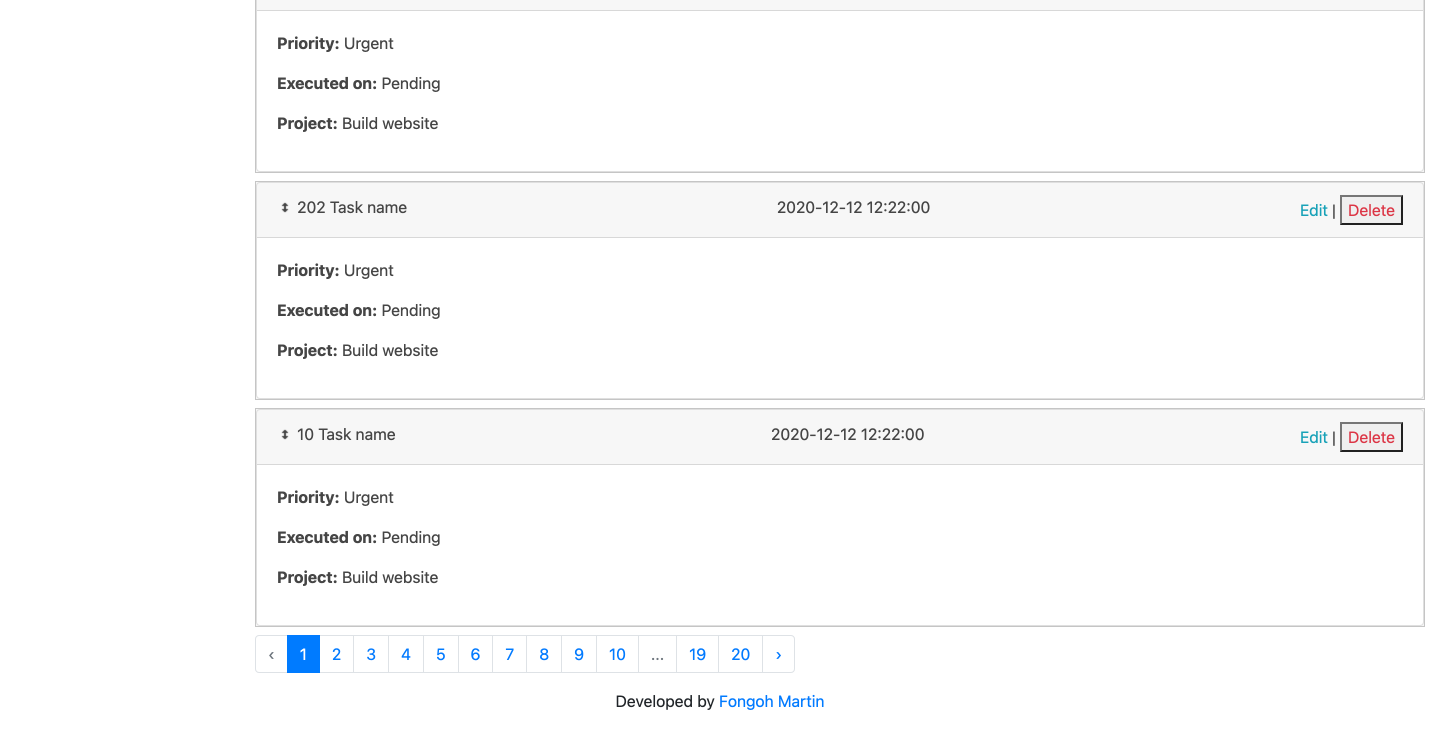 Priority: Urgent
Executed on: Pending
Project: Build website
202 Task name 2020-12-12 12:22:00 Edit | Delete
Priority: Urgent
Executed on: Pending
Project: Build website
10 Task name 2020-12-12 12:22:00 Edit | Delete
Priority: Urgent
Executed on: Pending
Project: Build website
‹ 1 2 3 4 5 6 7 8 9 10 ... 19 20 ›
Developed by Fongoh Martin